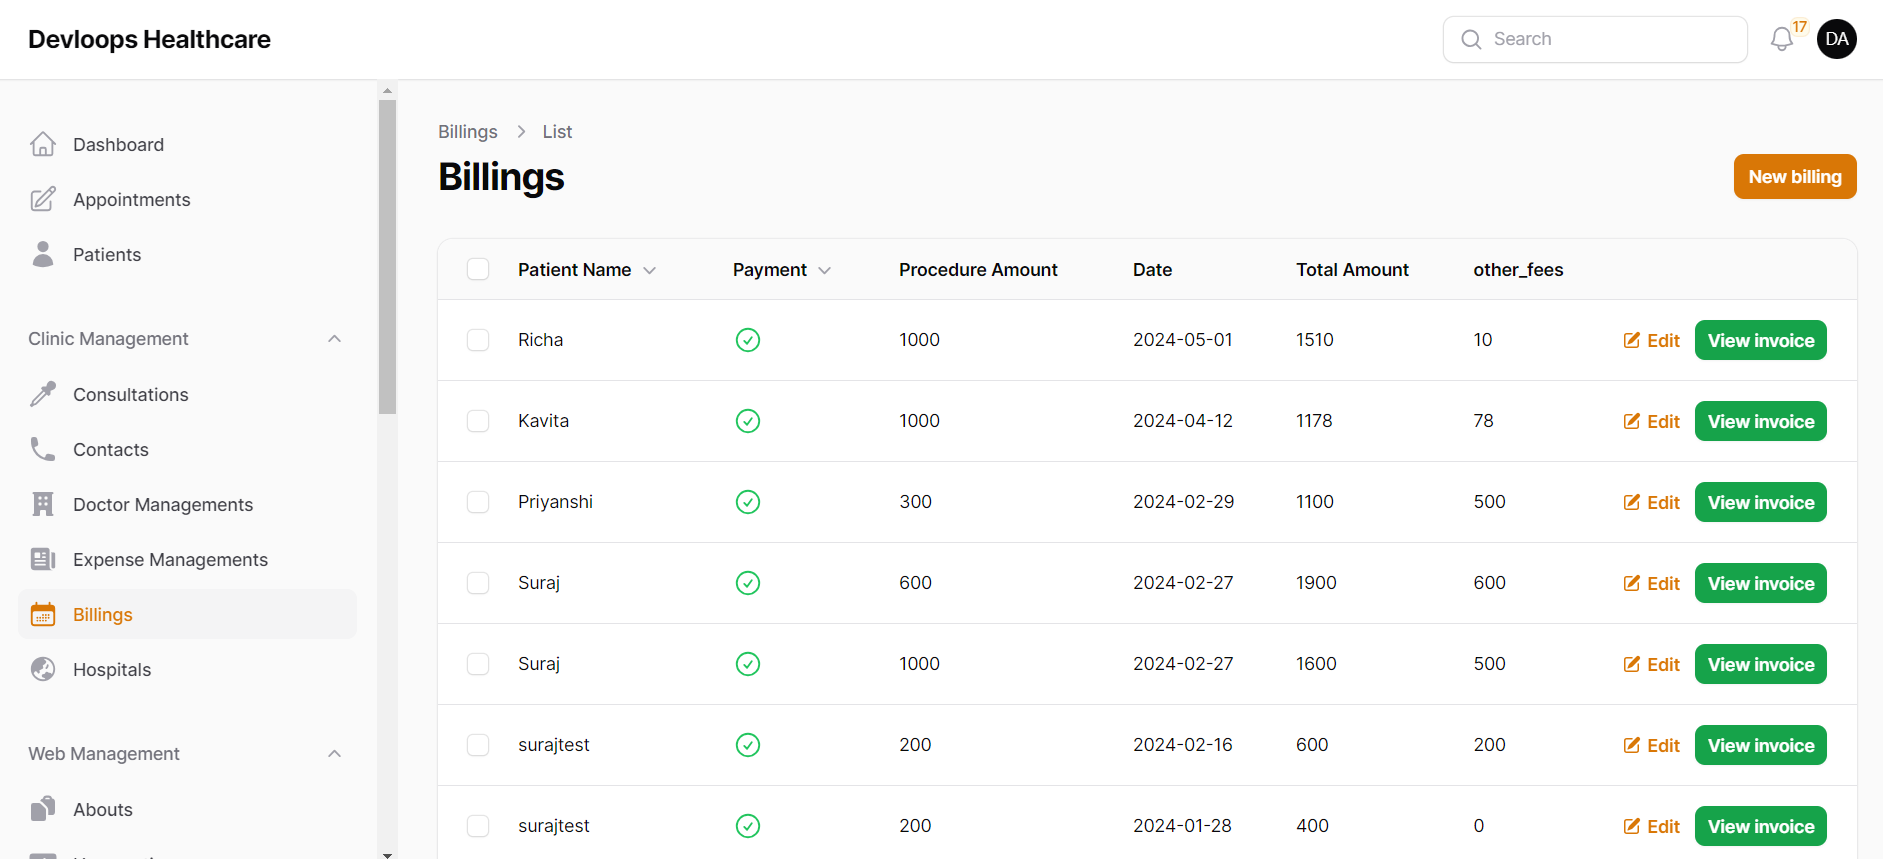 Devloops Healthcare
Search
17
DA
Dashboard
Appointments
Patients
Clinic Management
Consultations
Contacts
Doctor Managements
Expense Managements
Billings
Hospitals
Web Management
Abouts
Billings > List
Billings
New billing
Patient Name Payment Procedure Amount Date Total Amount other_fees
Richa 1000 2024-05-01 1510 10 Edit View invoice
Kavita 1000 2024-04-12 1178 78 Edit View invoice
Priyanshi 300 2024-02-29 1100 500 Edit View invoice
Suraj 600 2024-02-27 1900 600 Edit View invoice
Suraj 1000 2024-02-27 1600 500 Edit View invoice
surajtest 200 2024-02-16 600 200 Edit View invoice
surajtest 200 2024-01-28 400 0 Edit View invoice